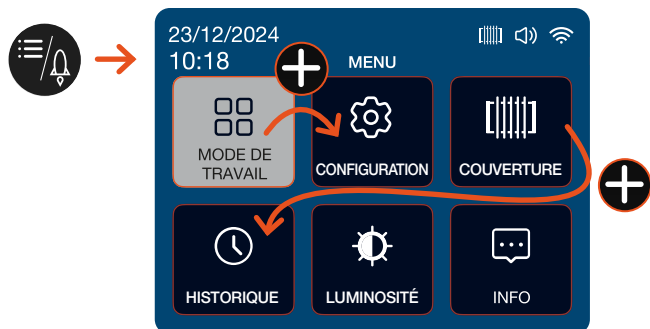 23/12/2024
10:18
MENU
MODE DE
TRAVAIL
CONFIGURATION
COUVERTURE
HISTORIQUE
LUMINOSITÉ
INFO